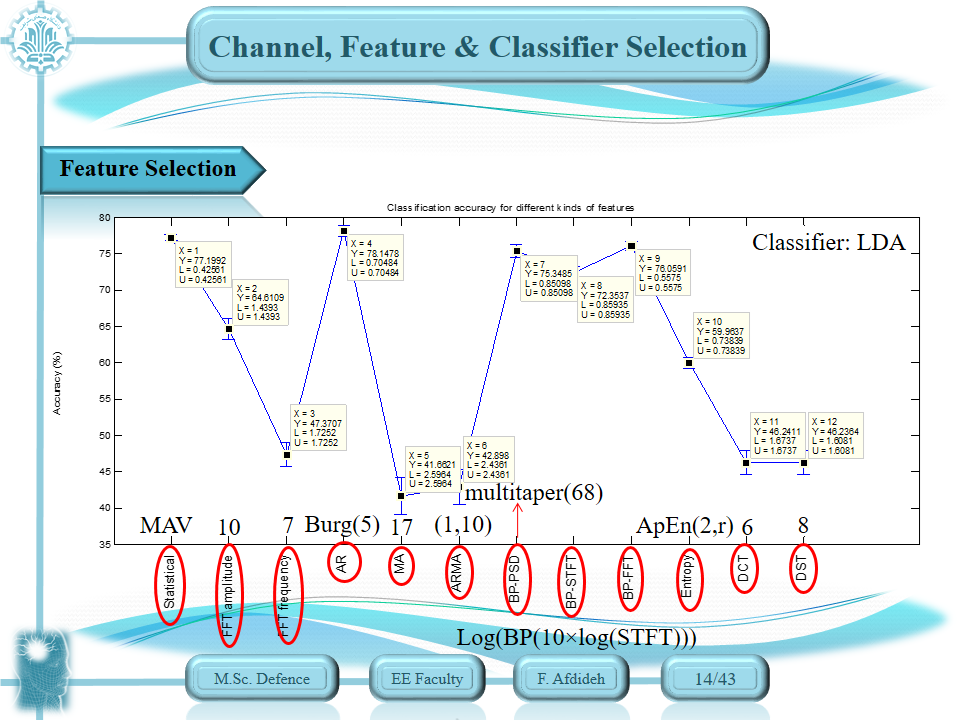 Channel, Feature & Classifier Selection
Feature Selection
Classification accuracy for different kinds of features
Classifier: LDA
Accuracy (%)
80
75
70
65
60
55
50
45
40
35
X = 1
Y = 77.1992
L = 0.42561
U = 0.42561
X = 2
Y = 64.6109
L = 1.4393
U = 1.4393
X = 3
Y = 47.3707
L = 1.7252
U = 1.7252
X = 4
Y = 78.1478
L = 0.70484
U = 0.70484
X = 5
Y = 41.6621
L = 2.5964
U = 2.5964
X = 6
Y = 42.898
L = 2.4361
U = 2.4361
X = 7
Y = 75.3485
L = 0.85098
U = 0.85098
X = 8
Y = 72.3537
L = 0.85935
U = 0.85935
X = 9
Y = 76.0591
L = 0.5575
U = 0.5575
X = 10
Y = 59.9637
L = 0.73839
U = 0.73839
X = 11
Y = 46.2411
L = 1.6737
U = 1.6737
X = 12
Y = 46.2364
L = 1.6081
U = 1.6081
multitaper(68)
MAV 10 7 Burg(5) 17 (1,10) ApEn(2,r) 6 8
Statistical
FFT amplitude
FFT frequency
AR
MA
ARMA
BP-PSD
BP-STFT
BP-FFT
Entropy
DCT
DST
Log(BP(10×log(STFT)))
M.Sc. Defence
EE Faculty
F. Afdideh
14/43